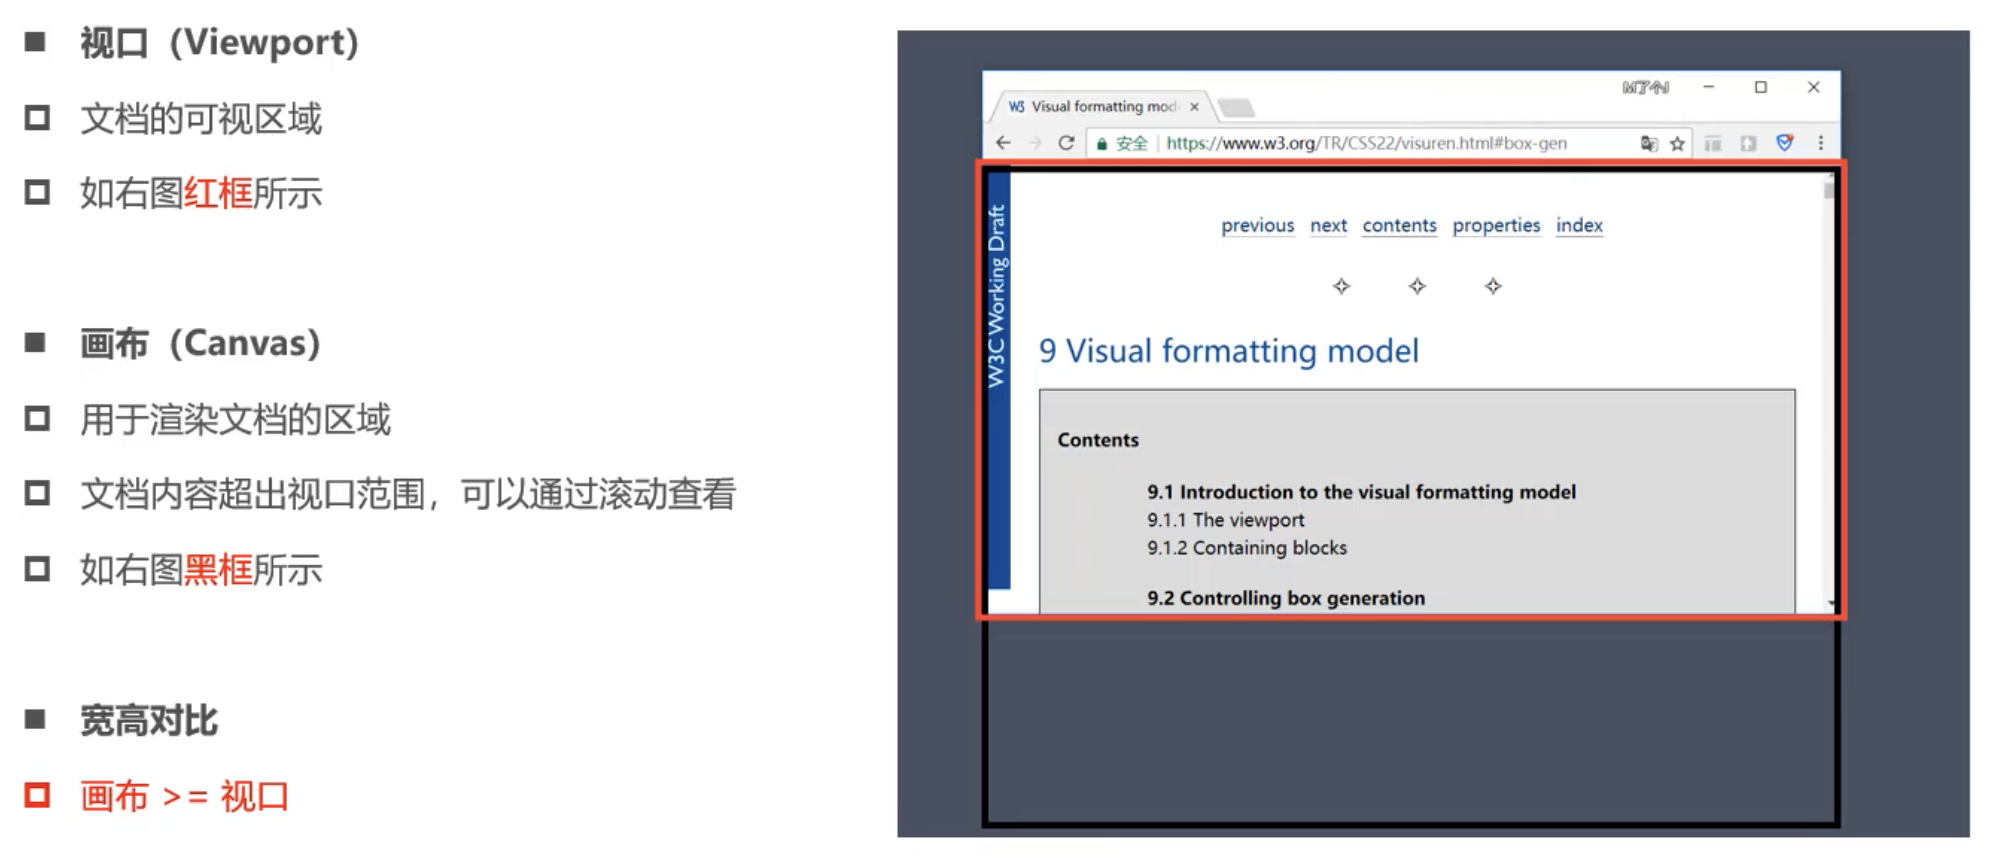 视口（Viewport）
文档的可视区域
如右图红框所示
画布（Canvas）
用于渲染文档的区域
文档内容超出视口范围，可以通过滚动查看
如右图黑框所示
宽高对比
画布 >= 视口
MJ
W3 Visual formatting mod
安全 https://www.w3.org/TR/CSS22/visuren.html#box-gen
W3C Working Draft
previous next contents properties index
9 Visual formatting model
Contents
9.1 Introduction to the visual formatting model
9.1.1 The viewport
9.1.2 Containing blocks
9.2 Controlling box generation